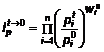 I_p^{t→0} = ∏_{i=1}^{n} (p_i^t / p_i^0)^{w_i^0}